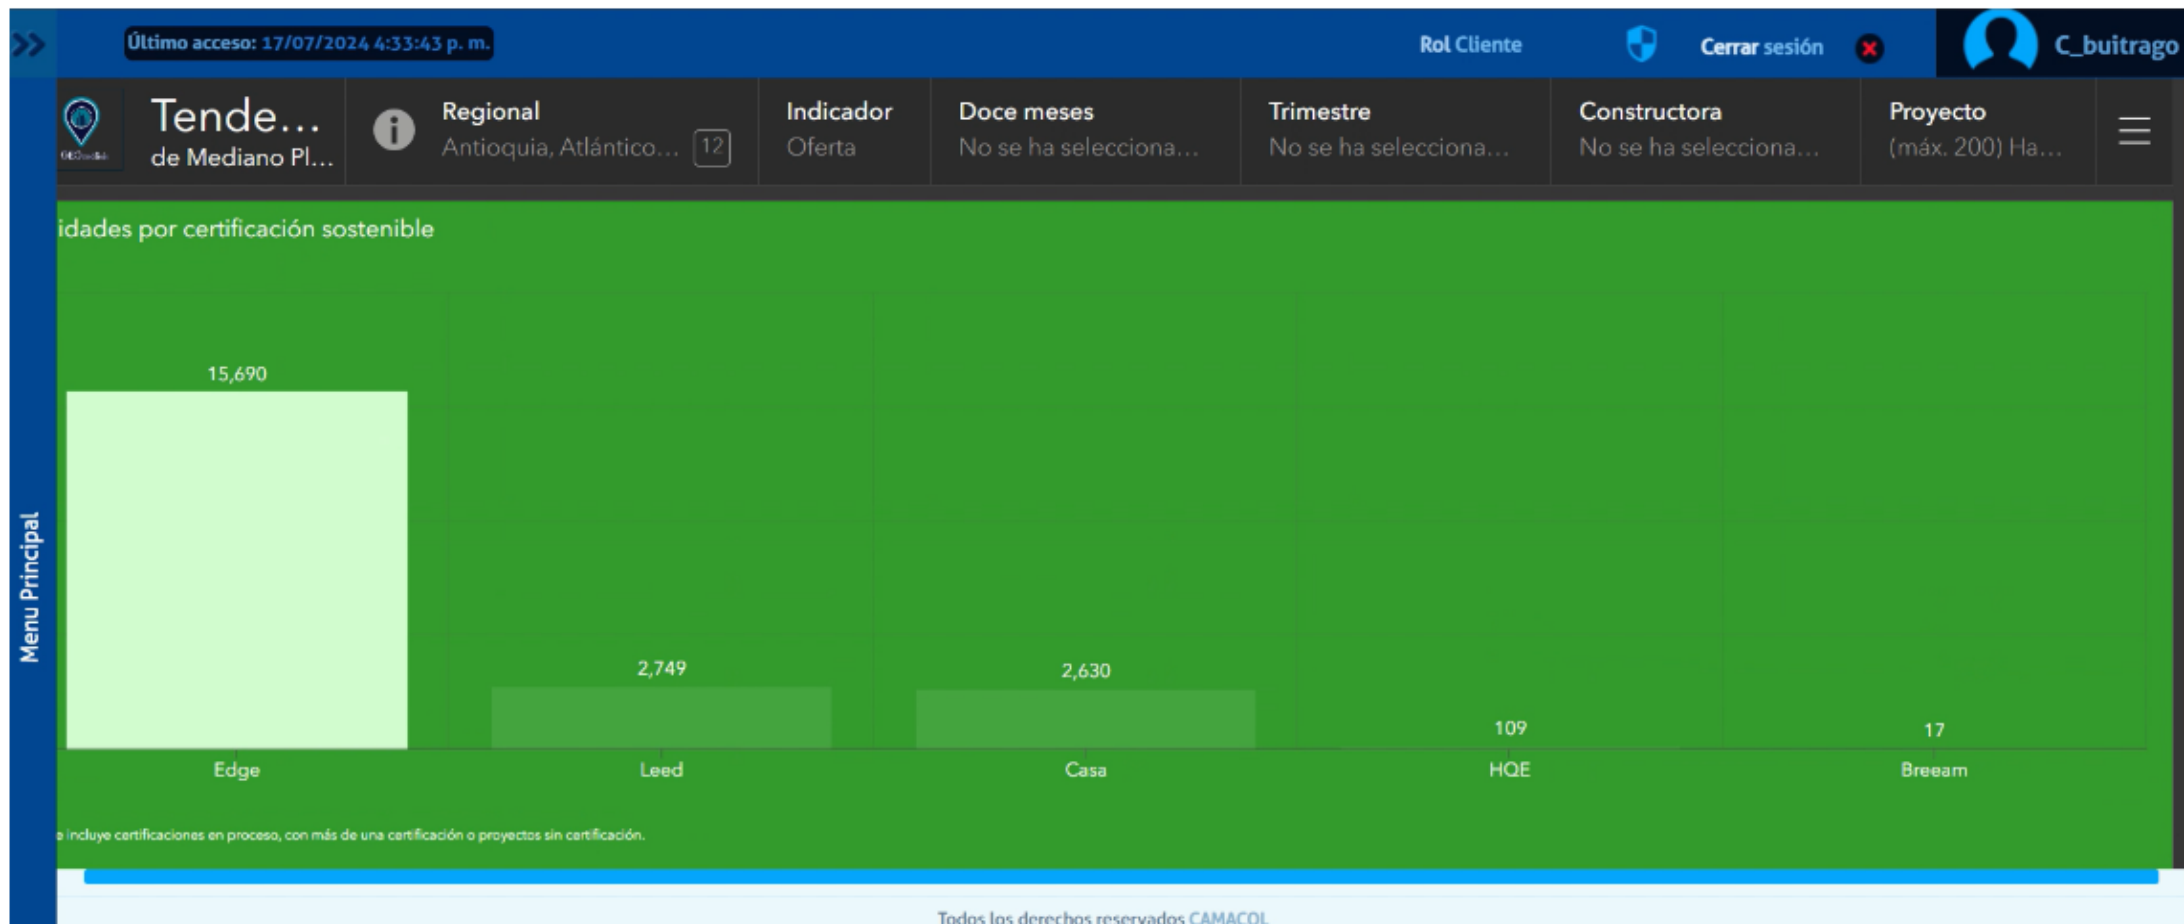 Último acceso: 17/07/2024 4:33:43 p. m.
Rol Cliente
Cerrar sesión
C_buitrago
Tende...
de Mediano Pl...
Regional
Antioquia, Atlántico... 12
Indicador
Oferta
Doce meses
No se ha selecciona...
Trimestre
No se ha selecciona...
Constructora
No se ha selecciona...
Proyecto
(máx. 200) Ha...
Menu Principal
idades por certificación sostenible
15,690
2,749
2,630
109
17
Edge
Leed
Casa
HQE
Breeam
e incluye certificaciones en proceso, con más de una certificación o proyectos sin certificación.
Todos los derechos reservados CAMACOL